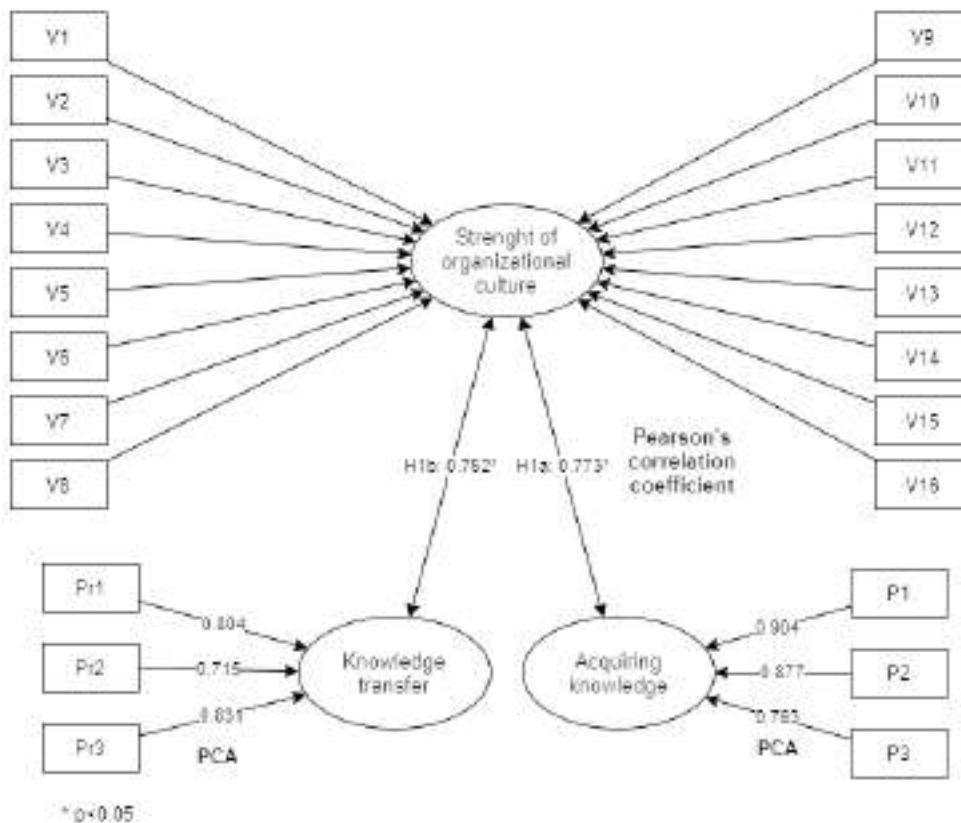 V1
V2
V3
V4
V5
V6
V7
V8
V9
V10
V11
V12
V13
V14
V15
V16
Strenght of
organizational
culture
H1b: 0.752*
H1a: 0.773*
Pearson's
correlation
coefficient
Pr1
Pr2
Pr3
0.804
0.715
0.831
PCA
Knowledge
transfer
Acquiring
knowledge
P1
P2
P3
0.904
0.877
0.763
PCA
* p<0.05